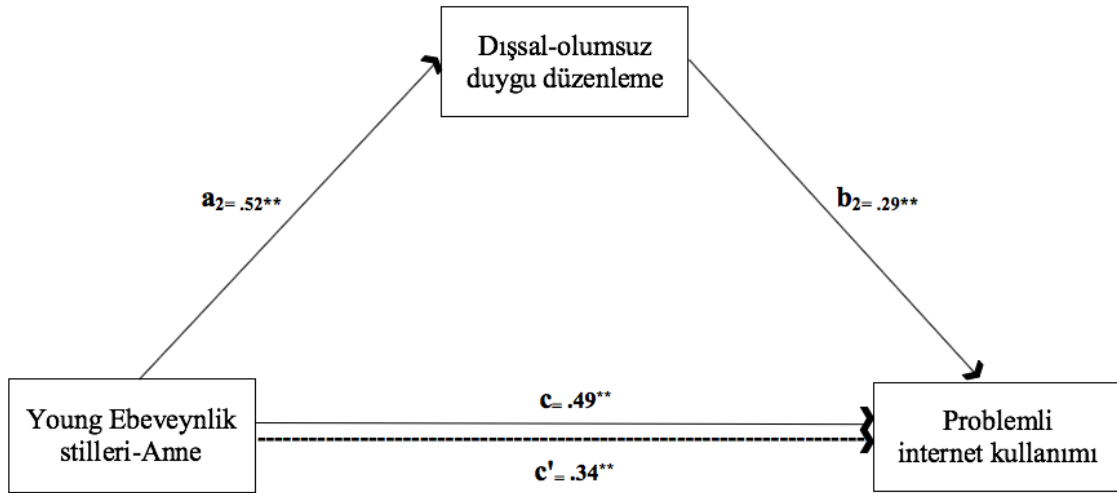 Dışsal-olumsuz
duygu düzenleme
a2= .52**
b2= .29**
c= .49**
Young Ebeveynlik
stilleri-Anne
c'= .34**
Problemli
internet kullanımı